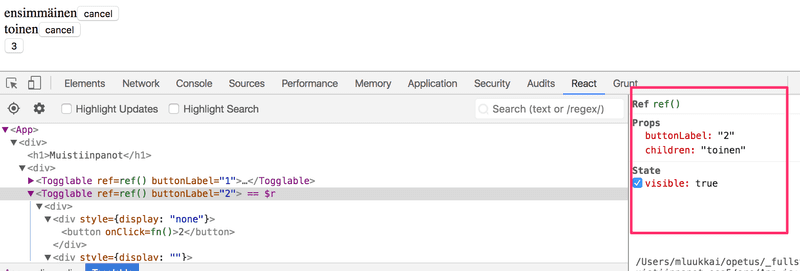 ensimmäinen cancel
toinen cancel
3
Elements Network Console Sources Performance Memory Application Security Audits React Grunt
Highlight Updates Highlight Search Search (text or /regex/)
<App>
<div>
<h1>Muistiinpanot</h1>
<div>
<Togglable ref=ref() buttonLabel="1">…</Togglable>
<Togglable ref=ref() buttonLabel="2"> == $r
<div>
<div style={display: "none"}>
<button onClick=fn()>2</button>
</div>
<div style={display: ""}>
Ref ref()
Props
buttonLabel: "2"
children: "toinen"
State
visible: true
/Users/mluukkai/opetus/_fulls